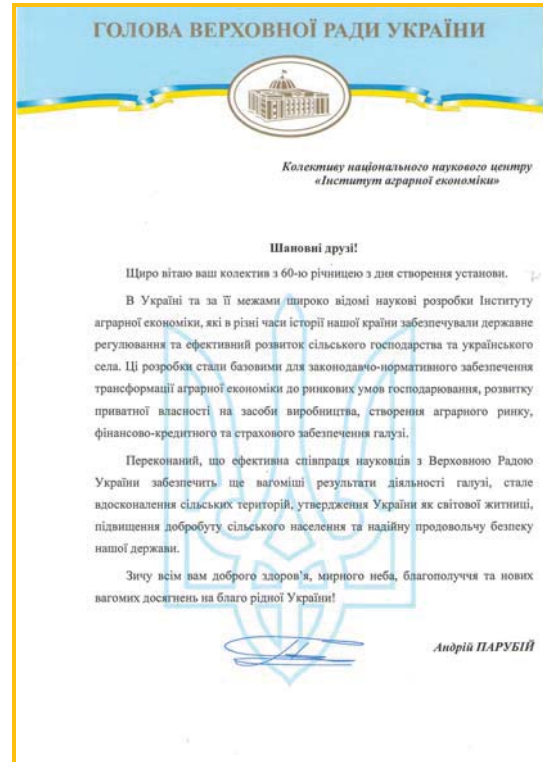 ГОЛОВА ВЕРХОВНОЇ РАДИ УКРАЇНИ
Колективу національного наукового центру
«Інститут аграрної економіки»
Шановні друзі!
Щиро вітаю ваш колектив з 60-ю річницею з дня створення установи.
В Україні та за її межами широко відомі наукові розробки Інституту
аграрної економіки, які в різні часи історії нашої країни забезпечували державне
регулювання та ефективний розвиток сільського господарства та українського
села. Ці розробки стали базовими для законодавчо-нормативного забезпечення
трансформації аграрної економіки до ринкових умов господарювання, розвитку
приватної власності на засоби виробництва, створення аграрного ринку,
фінансово-кредитного та страхового забезпечення галузі.
Переконаний, що ефективна співпраця науковців з Верховною Радою
України забезпечить ще вагоміші результати діяльності галузі, стале
вдосконалення сільських територій, утвердження України як світової житниці,
підвищення добробуту сільського населення та надійну продовольчу безпеку
нашої держави.
Зичу всім вам доброго здоров’я, мирного неба, благополуччя та нових
вагомих досягнень на благо рідної України!
Андрій ПАРУБІЙ